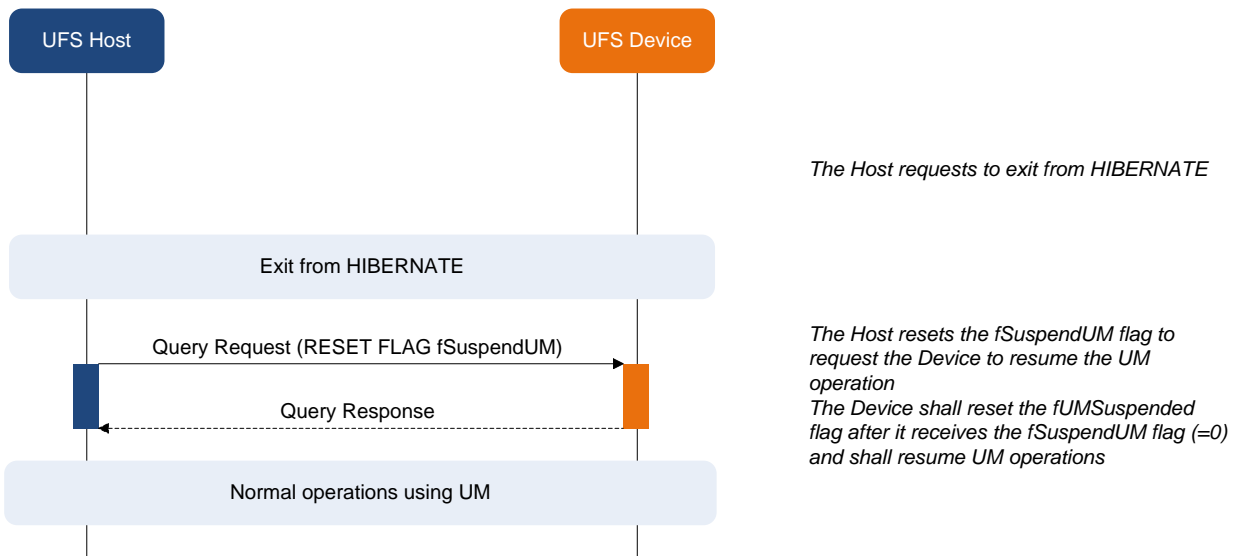 UFS Host
UFS Device
The Host requests to exit from HIBERNATE
Exit from HIBERNATE
Query Request (RESET FLAG fSuspendUM)
The Host resets the fSuspendUM flag to
request the Device to resume the UM
operation
Query Response
The Device shall reset the fUMSuspended
flag after it receives the fSuspendUM flag (=0)
and shall resume UM operations
Normal operations using UM